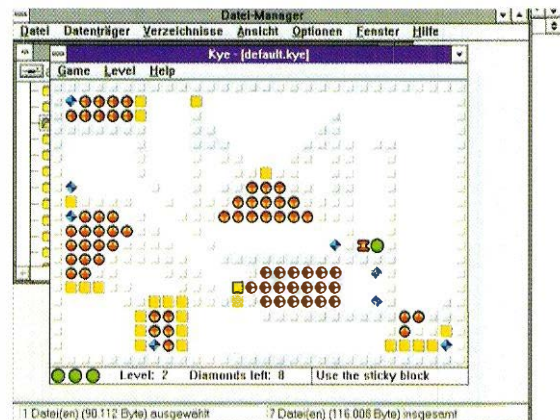 Datei-Manager
Datei Datenträger Verzeichnisse Ansicht Optionen Fenster Hilfe
Kye - [default.kye]
Game Level Help
Level: 2 Diamonds left: 8 Use the sticky block
1 Datei(en) (90.112 Byte) ausgewählt 7 Datei(en) (116.008 Byte) insgesamt